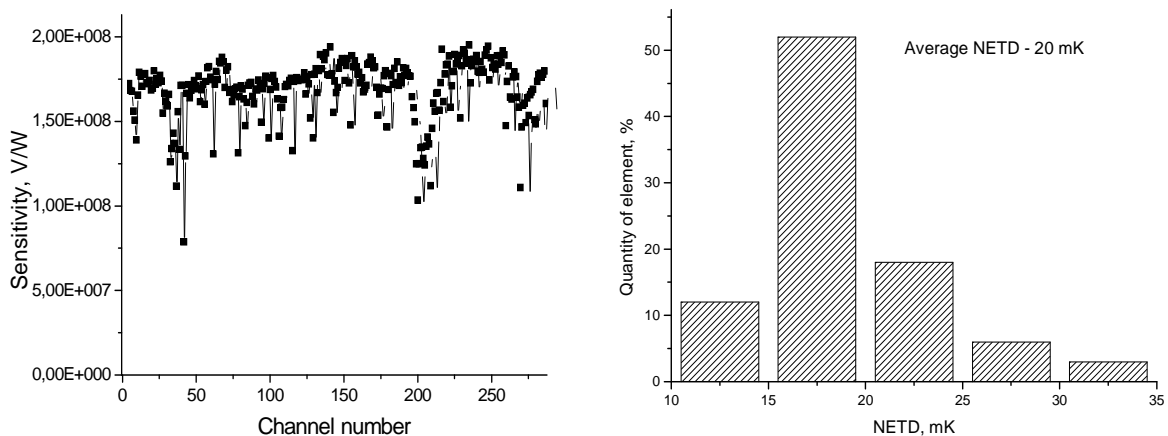 2,00E+008
1,50E+008
1,00E+008
5,00E+007
0,00E+000
Sensitivity, V/W
0 50 100 150 200 250
Channel number
50
40
30
20
10
0
Quantity of element, %
Average NETD - 20 mK
10 15 20 25 30 35
NETD, mK